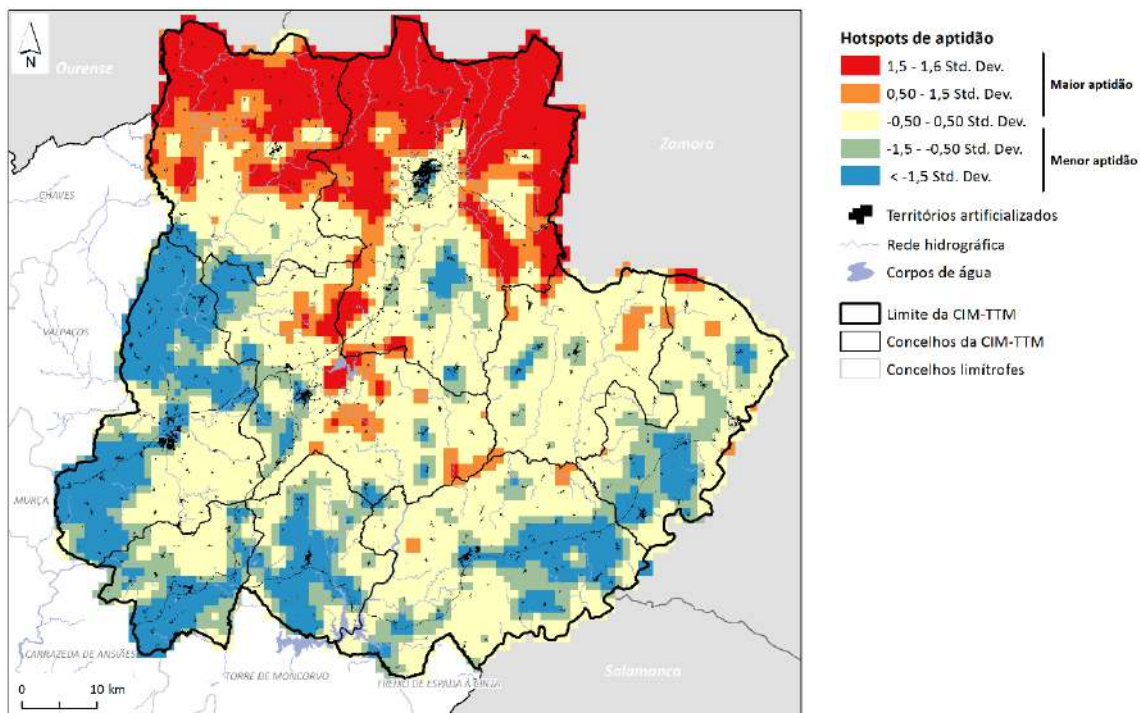 N
Ourense
Zamora
CHAVES
VALPAÇOS
MURÇA
CARRAZEDA DE ANSIÃES
TORRE DE MONCORVO
FREIXO DE ESPADA À CINTA
Salamanca
0 10 km
Hotspots de aptidão
1,5 - 1,6 Std. Dev.
0,50 - 1,5 Std. Dev.
Maior aptidão
-0,50 - 0,50 Std. Dev.
-1,5 - -0,50 Std. Dev.
Menor aptidão
< -1,5 Std. Dev.
Territórios artificializados
Rede hidrográfica
Corpos de água
Limite da CIM-TTM
Concelhos da CIM-TTM
Concelhos limítrofes